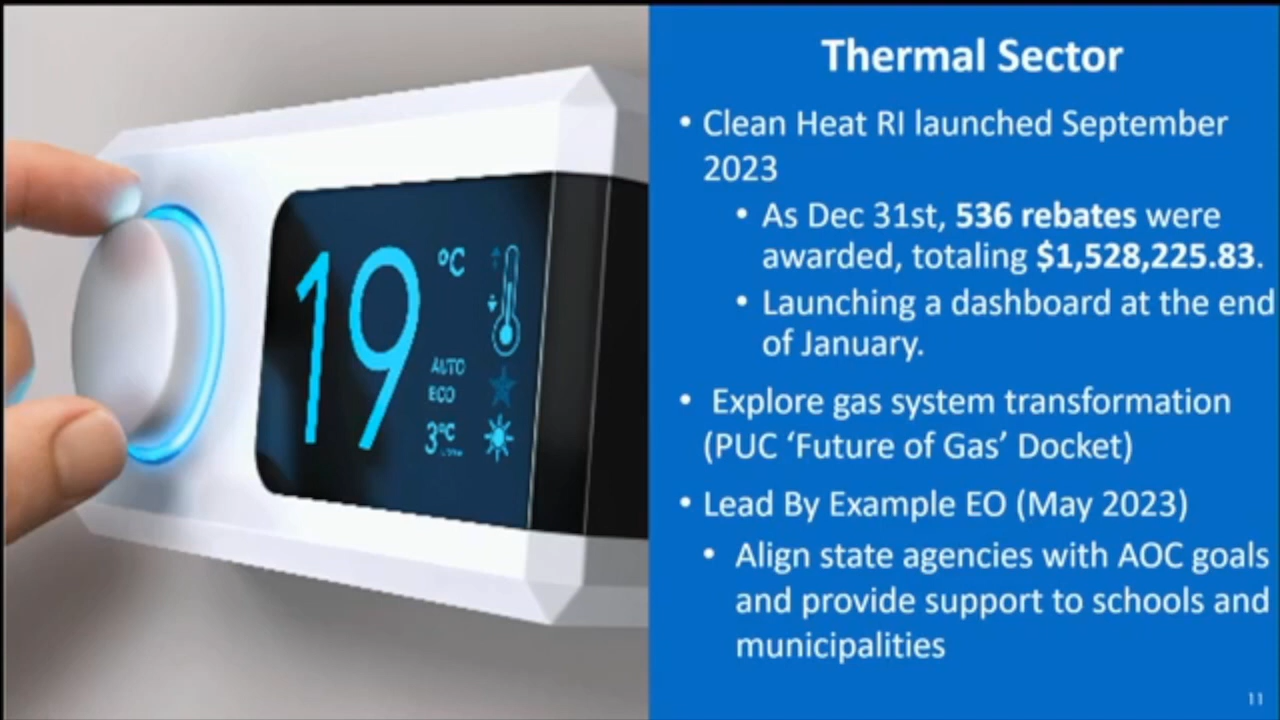 Thermal Sector
• Clean Heat RI launched September
2023
• As Dec 31st, 536 rebates were
awarded, totaling $1,528,225.83.
• Launching a dashboard at the end
of January.
• Explore gas system transformation
(PUC ‘Future of Gas’ Docket)
• Lead By Example EO (May 2023)
• Align state agencies with AOC goals
and provide support to schools and
municipalities
11
19 °C
AUTO
ECO
3°C